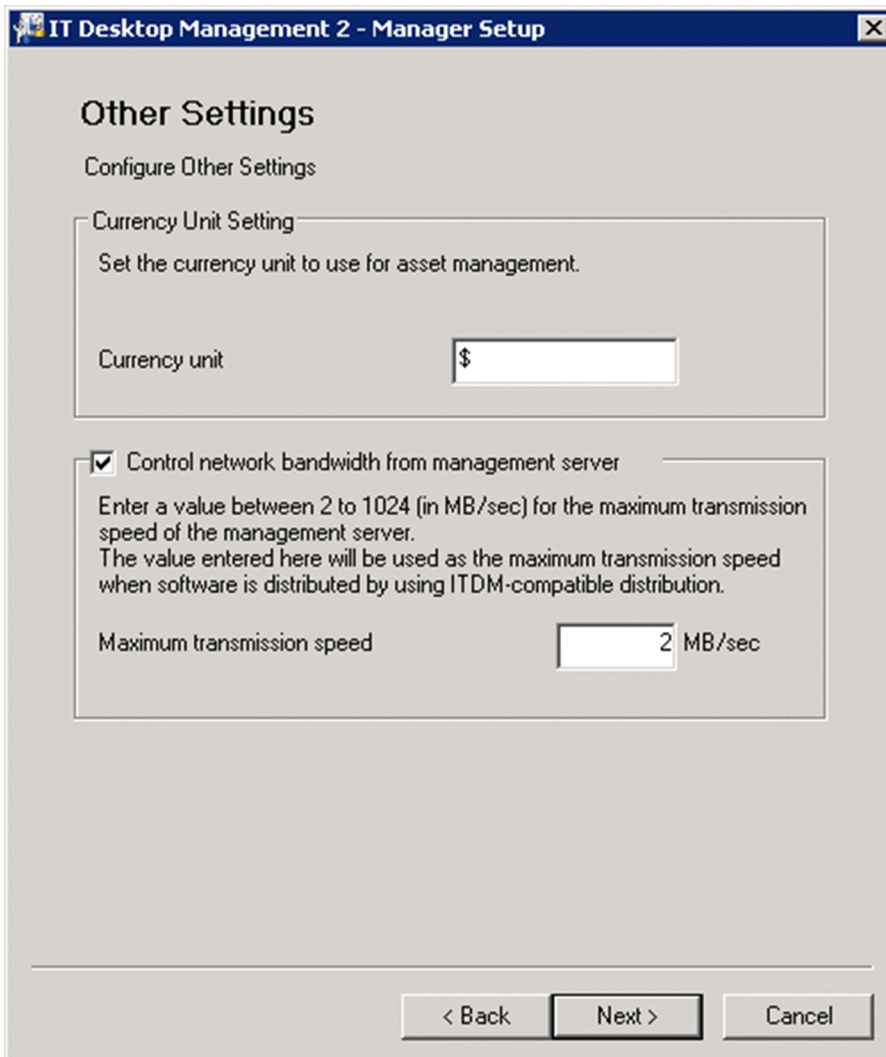 IT Desktop Management 2 - Manager Setup
Other Settings
Configure Other Settings
Currency Unit Setting
Set the currency unit to use for asset management.
Currency unit
$
Control network bandwidth from management server
Enter a value between 2 to 1024 (in MB/sec) for the maximum transmission
speed of the management server.
The value entered here will be used as the maximum transmission speed
when software is distributed by using ITDM-compatible distribution.
Maximum transmission speed 2 MB/sec
< Back Next > Cancel